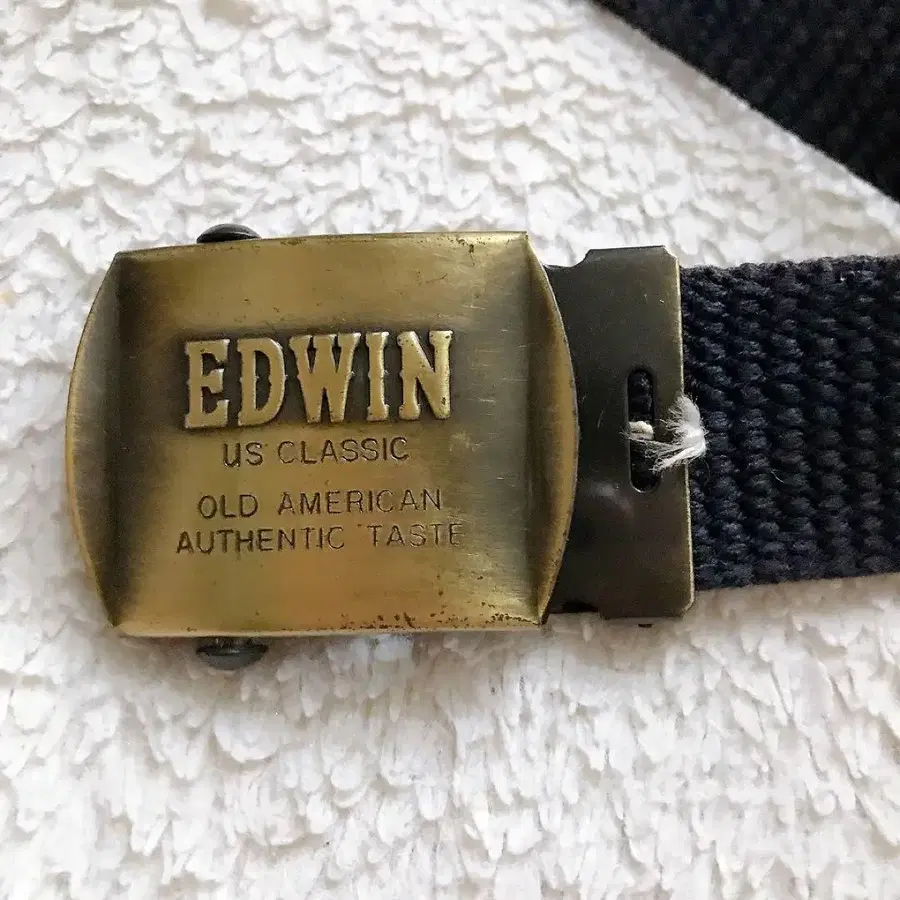 EDWIN
US CLASSIC
OLD AMERICAN
AUTHENTIC TASTE